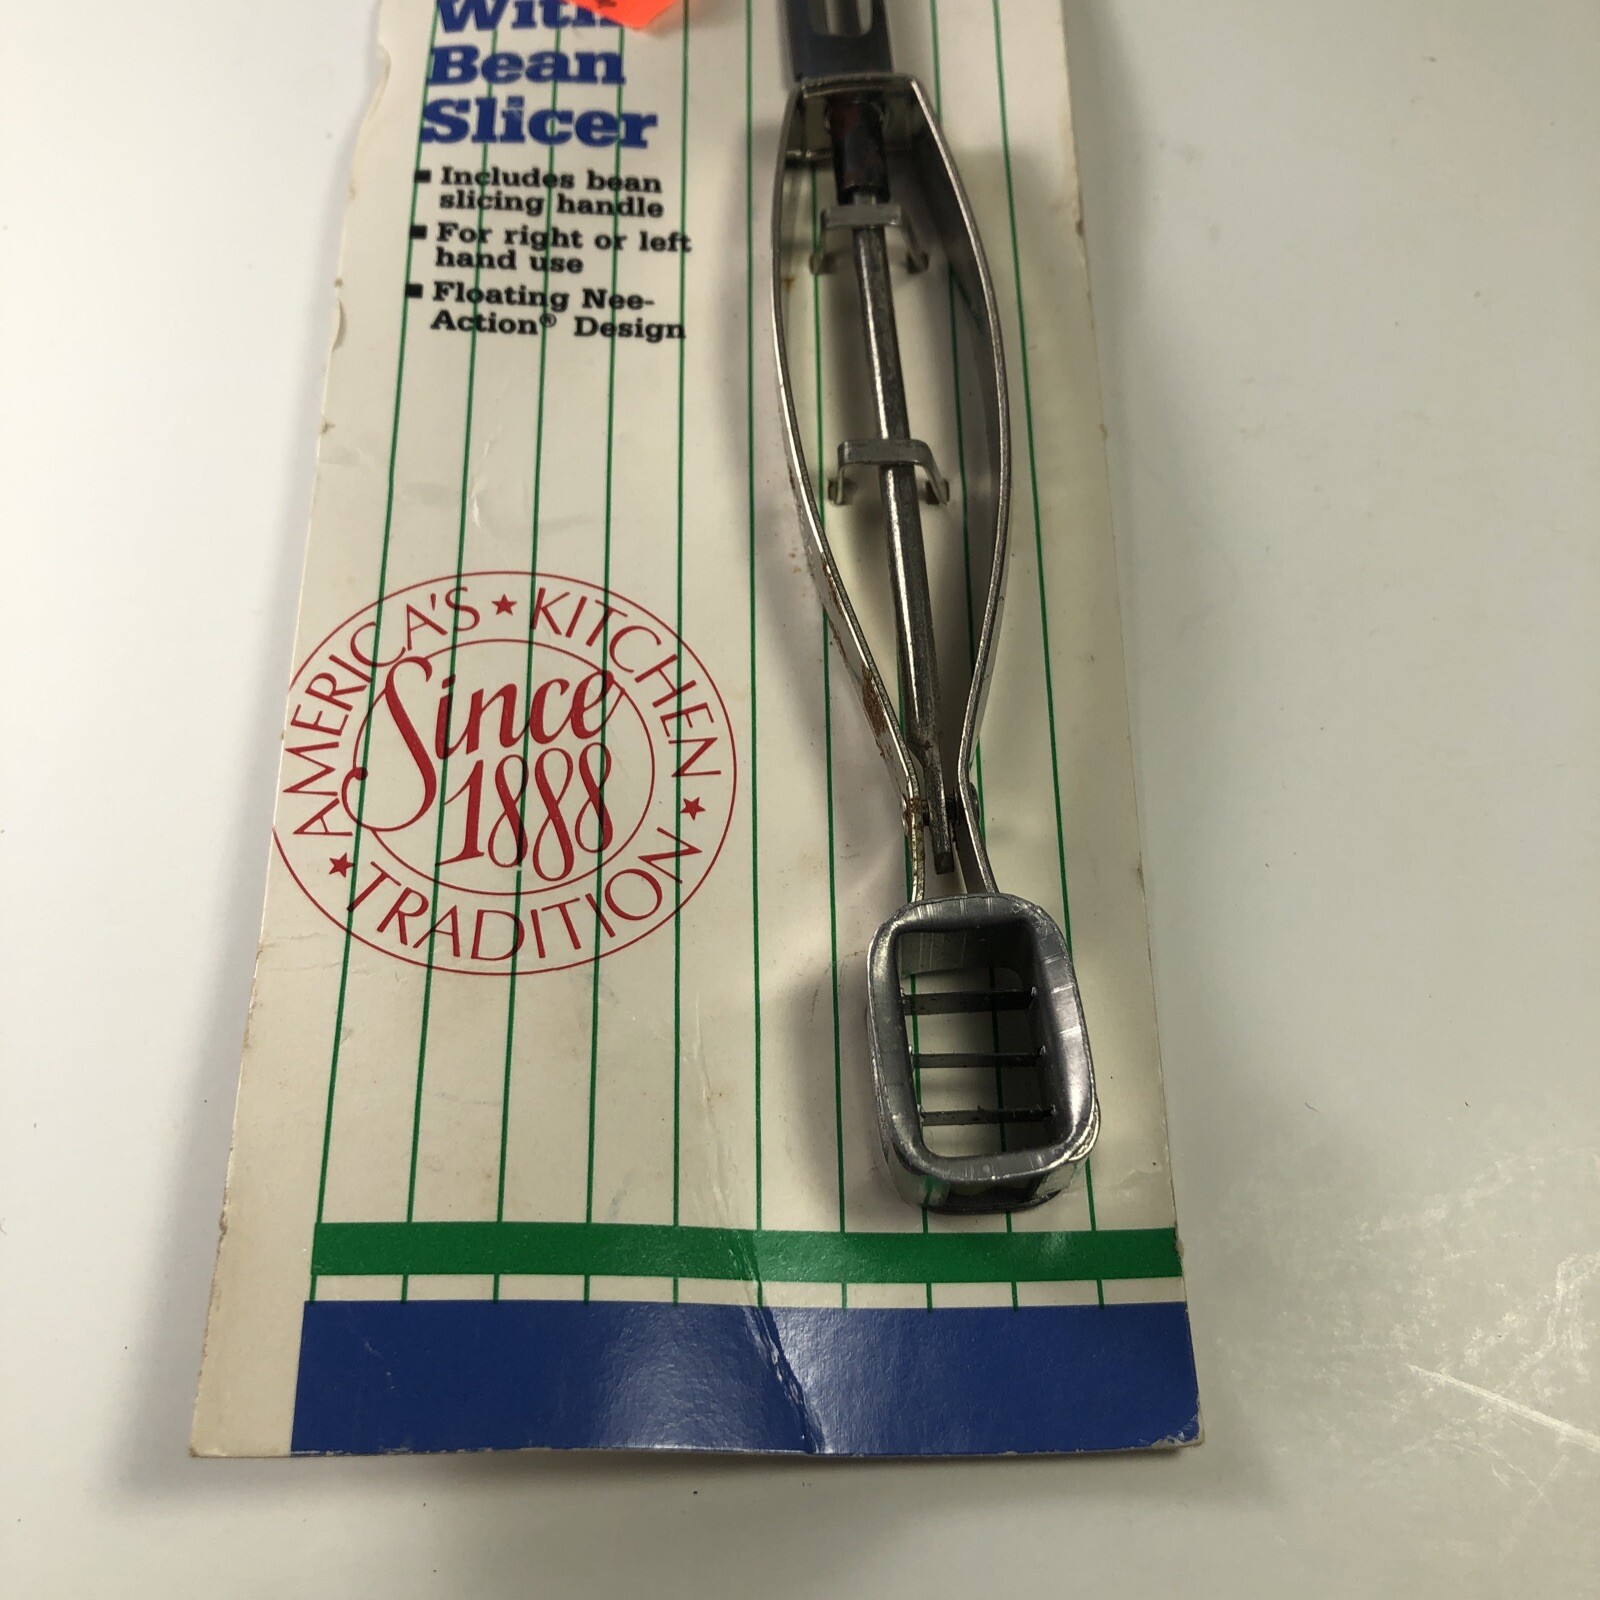 With
Bean
Slicer
▪ Includes bean
slicing handle
▪ For right or left
hand use
▪ Floating Nee-
Action® Design
AMERICA'S ★ KITCHEN ★ TRADITION ★
Since
1888